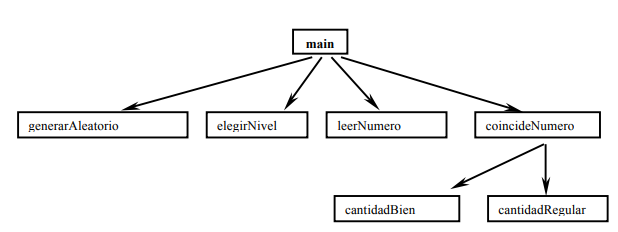 main
generarAleatorio
elegirNivel
leerNumero
coincideNumero
cantidadBien
cantidadRegular